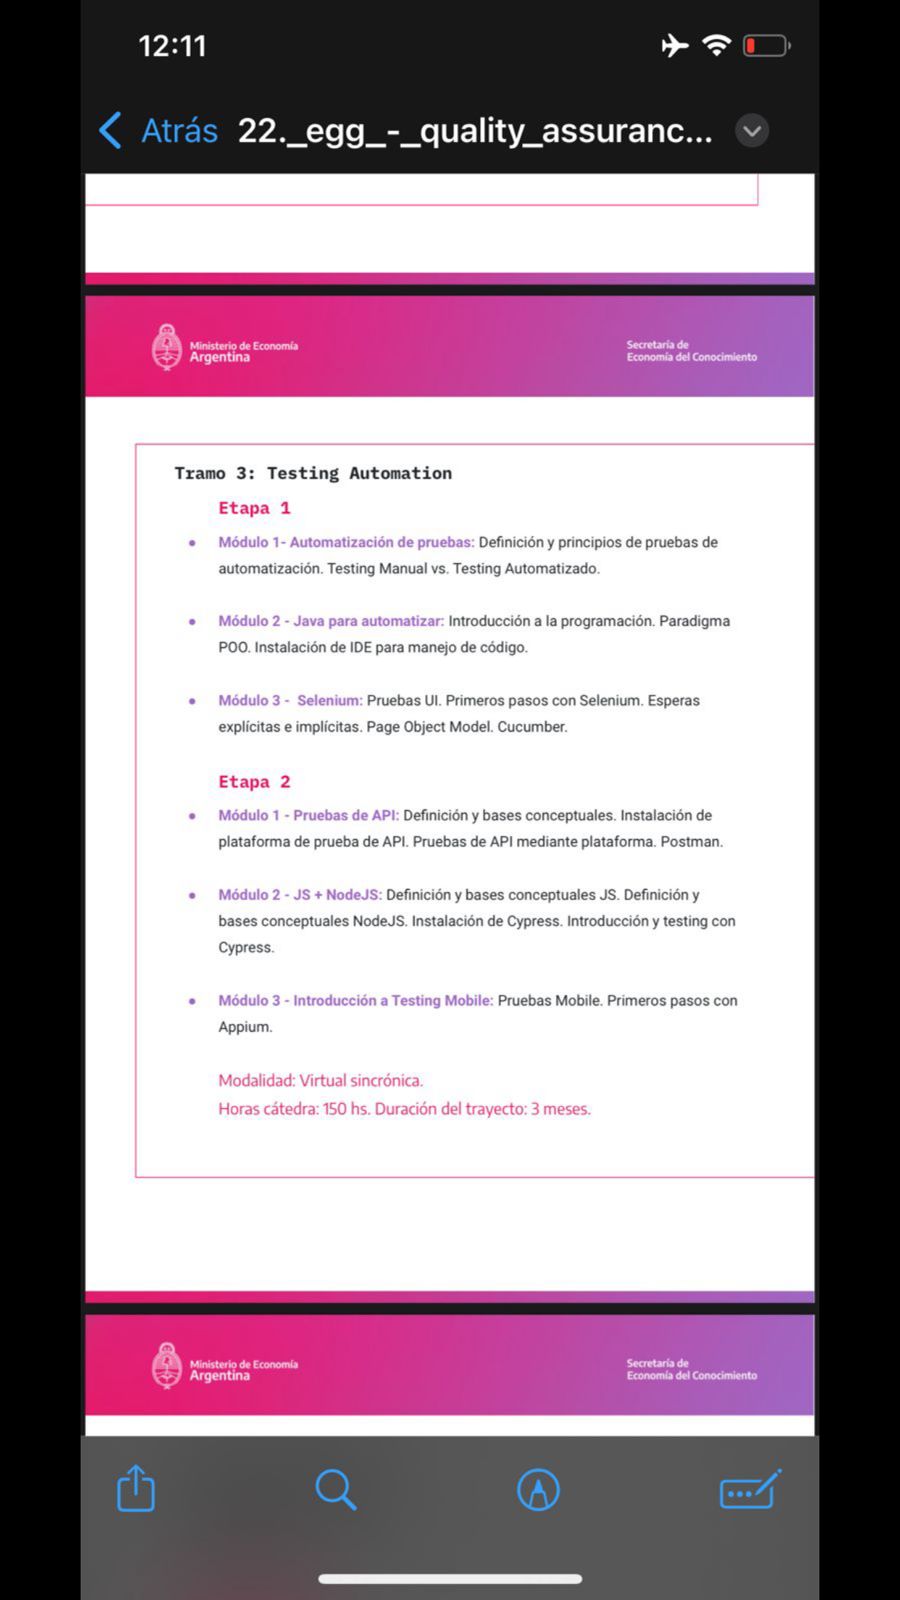 12:11
Atrás 22._egg_-_quality_assuranc...
Ministerio de Economía
Argentina
Secretaría de
Economía del Conocimiento
Tramo 3: Testing Automation
Etapa 1
• Módulo 1- Automatización de pruebas: Definición y principios de pruebas de
automatización. Testing Manual vs. Testing Automatizado.
• Módulo 2 - Java para automatizar: Introducción a la programación. Paradigma
POO. Instalación de IDE para manejo de código.
• Módulo 3 - Selenium: Pruebas UI. Primeros pasos con Selenium. Esperas
explícitas e implícitas. Page Object Model. Cucumber.
Etapa 2
• Módulo 1 - Pruebas de API: Definición y bases conceptuales. Instalación de
plataforma de prueba de API. Pruebas de API mediante plataforma. Postman.
• Módulo 2 - JS + NodeJS: Definición y bases conceptuales JS. Definición y
bases conceptuales NodeJS. Instalación de Cypress. Introducción y testing con
Cypress.
• Módulo 3 - Introducción a Testing Mobile: Pruebas Mobile. Primeros pasos con
Appium.
Modalidad: Virtual sincrónica.
Horas cátedra: 150 hs. Duración del trayecto: 3 meses.
Ministerio de Economía
Argentina
Secretaría de
Economía del Conocimiento